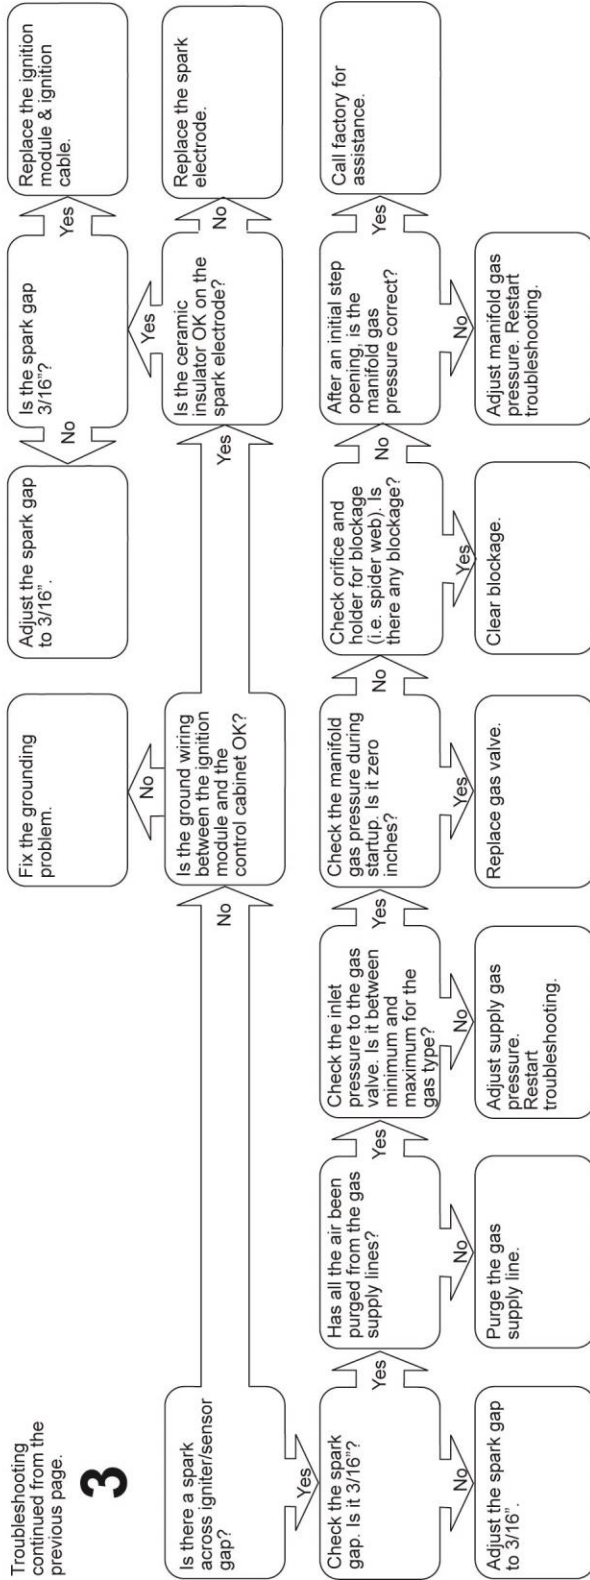 Troubleshooting
continued from the
previous page.
3
Is there a spark
across igniter/sensor
gap?
No
Yes
Is the ground wiring
between the ignition
module and the
control cabinet OK?
No
Fix the grounding
problem.
Yes
Is the ceramic
insulator OK on the
spark electrode?
No
Replace the spark
electrode.
Yes
Is the spark gap
3/16"?
No
Adjust the spark gap
to 3/16".
Yes
Replace the ignition
module & ignition
cable.
Check the spark
gap. Is it 3/16"?
No
Adjust the spark gap
to 3/16".
Yes
Has all the air been
purged from the gas
supply lines?
No
Purge the gas
supply line.
Yes
Check the inlet
pressure to the gas
valve. Is it between
minimum and
maximum for the
gas type?
No
Adjust supply gas
pressure.
Restart
troubleshooting.
Yes
Check the manifold
gas pressure during
startup. Is it zero
inches?
Yes
Replace gas valve.
No
Check orifice and
holder for blockage
(i.e. spider web). Is
there any blockage?
Yes
Clear blockage.
No
After an initial step
opening, is the
manifold gas
pressure correct?
No
Adjust manifold gas
pressure. Restart
troubleshooting.
Yes
Call factory for
assistance.